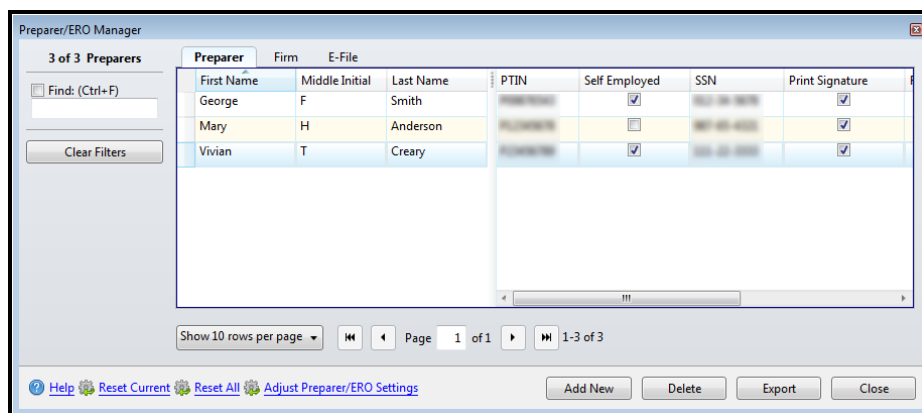 Preparer/ERO Manager
3 of 3 Preparers
Find: (Ctrl+F)
Clear Filters
Preparer Firm E-File
First Name Middle Initial Last Name PTIN Self Employed SSN Print Signature
George F Smith
Mary H Anderson
Vivian T Creary
Show 10 rows per page Page 1 of 1 1-3 of 3
Help Reset Current Reset All Adjust Preparer/ERO Settings Add New Delete Export Close